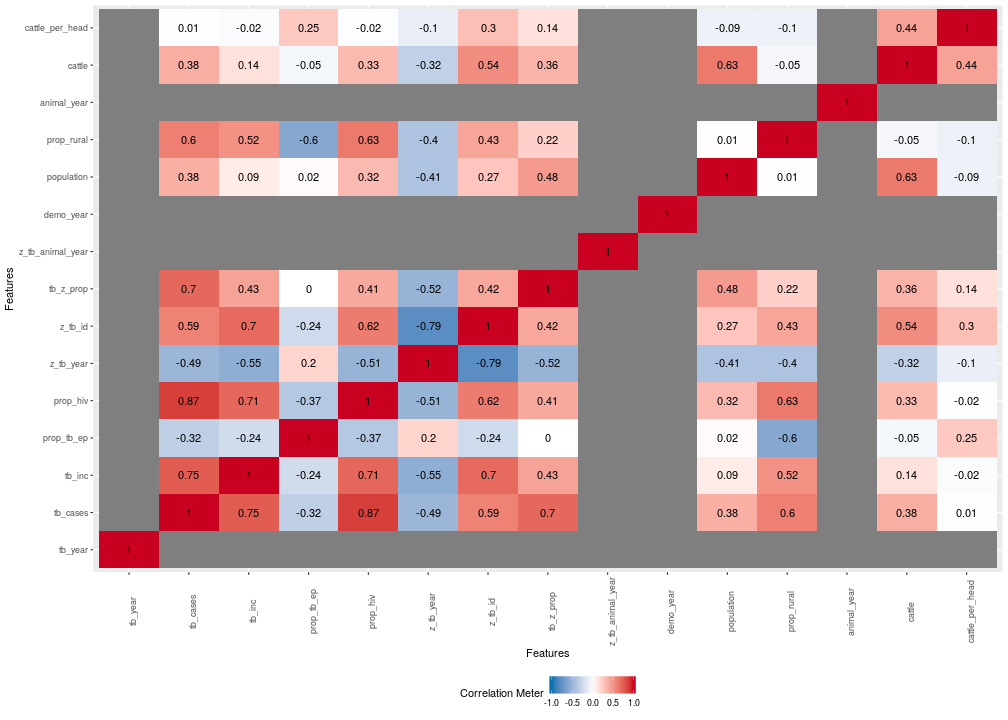 cattle_per_head 0.01 -0.02 0.25 -0.02 -0.1 0.3 0.14 -0.09 -0.1 0.44 1
cattle 0.38 0.14 -0.05 0.33 -0.32 0.54 0.36 0.63 -0.05 1 0.44
animal_year 1
prop_rural 0.6 0.52 -0.6 0.63 -0.4 0.43 0.22 0.01 1 -0.05 -0.1
population 0.38 0.09 0.02 0.32 -0.41 0.27 0.48 1 0.01 0.63 -0.09
demo_year 1
z_tb_animal_year 1
Features
tb_z_prop 0.7 0.43 0 0.41 -0.52 0.42 1 0.48 0.22 0.36 0.14
z_tb_id 0.59 0.7 -0.24 0.62 -0.79 1 0.42 0.27 0.43 0.54 0.3
z_tb_year -0.49 -0.55 0.2 -0.51 1 -0.79 -0.52 -0.41 -0.4 -0.32 -0.1
prop_hiv 0.87 0.71 -0.37 1 -0.51 0.62 0.41 0.32 0.63 0.33 -0.02
prop_tb_ep -0.32 -0.24 1 -0.37 0.2 -0.24 0 0.02 -0.6 -0.05 0.25
tb_inc 0.75 1 -0.24 0.71 -0.55 0.7 0.43 0.09 0.52 0.14 -0.02
tb_cases 1 0.75 -0.32 0.87 -0.49 0.59 0.7 0.38 0.6 0.38 0.01
tb_year 1
tb_year tb_cases tb_inc prop_tb_ep prop_hiv z_tb_year z_tb_id tb_z_prop z_tb_animal_year demo_year population prop_rural animal_year cattle cattle_per_head
Features
Correlation Meter
-1.0 -0.5 0.0 0.5 1.0